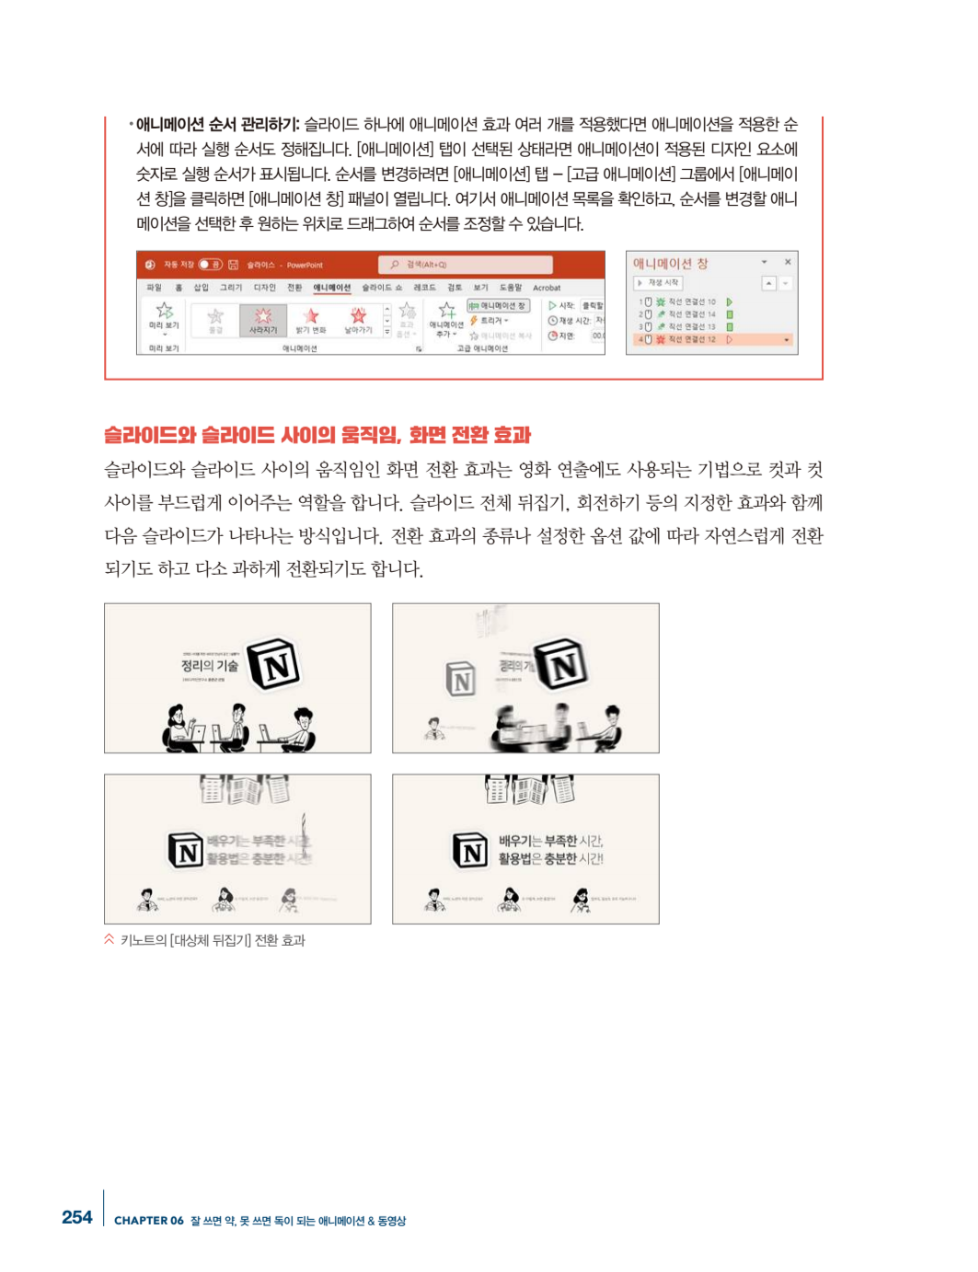 • 애니메이션 순서 관리하기: 슬라이드 하나에 애니메이션 효과 여러 개를 적용했다면 애니메이션을 적용한 순
서에 따라 실행 순서도 정해집니다. [애니메이션] 탭이 선택된 상태라면 애니메이션이 적용된 디자인 요소에
숫자로 실행 순서가 표시됩니다. 순서를 변경하려면 [애니메이션] 탭 – [고급 애니메이션] 그룹에서 [애니메이
션 창]을 클릭하면 [애니메이션 창] 패널이 열립니다. 여기서 애니메이션 목록을 확인하고, 순서를 변경할 애니
메이션을 선택한 후 원하는 위치로 드래그하여 순서를 조정할 수 있습니다.
자동 저장 끔 슬라이스 - PowerPoint 검색(Alt+Q)
파일 홈 삽입 그리기 디자인 전환 애니메이션 슬라이드 쇼 레코드 검토 보기 도움말 Acrobat
미리 보기 사라지기 밝기 변화 날아가기 효과 옵션 애니메이션 추가 애니메이션 창 트리거 애니메이션 복사 시작: 클릭할 재생 시간: 지연: 00.
미리 보기 애니메이션 고급 애니메이션
애니메이션 창
재생 시작
1 직선 연결선 10
2 직선 연결선 14
3 직선 연결선 13
4 직선 연결선 12
슬라이드와 슬라이드 사이의 움직임, 화면 전환 효과
슬라이드와 슬라이드 사이의 움직임인 화면 전환 효과는 영화 연출에도 사용되는 기법으로 컷과 컷
사이를 부드럽게 이어주는 역할을 합니다. 슬라이드 전체 뒤집기, 회전하기 등의 지정한 효과와 함께
다음 슬라이드가 나타나는 방식입니다. 전환 효과의 종류나 설정한 옵션 값에 따라 자연스럽게 전환
되기도 하고 다소 과하게 전환되기도 합니다.
정리의 기술
N
정리의 기
N
N
배우기는 부족한 시간,
활용법은 충분한 시간!
N
배우기는 부족한 시간,
활용법은 충분한 시간!
N
키노트의 [대상체 뒤집기] 전환 효과
254 CHAPTER 06 잘 쓰면 약, 못 쓰면 독이 되는 애니메이션 & 동영상